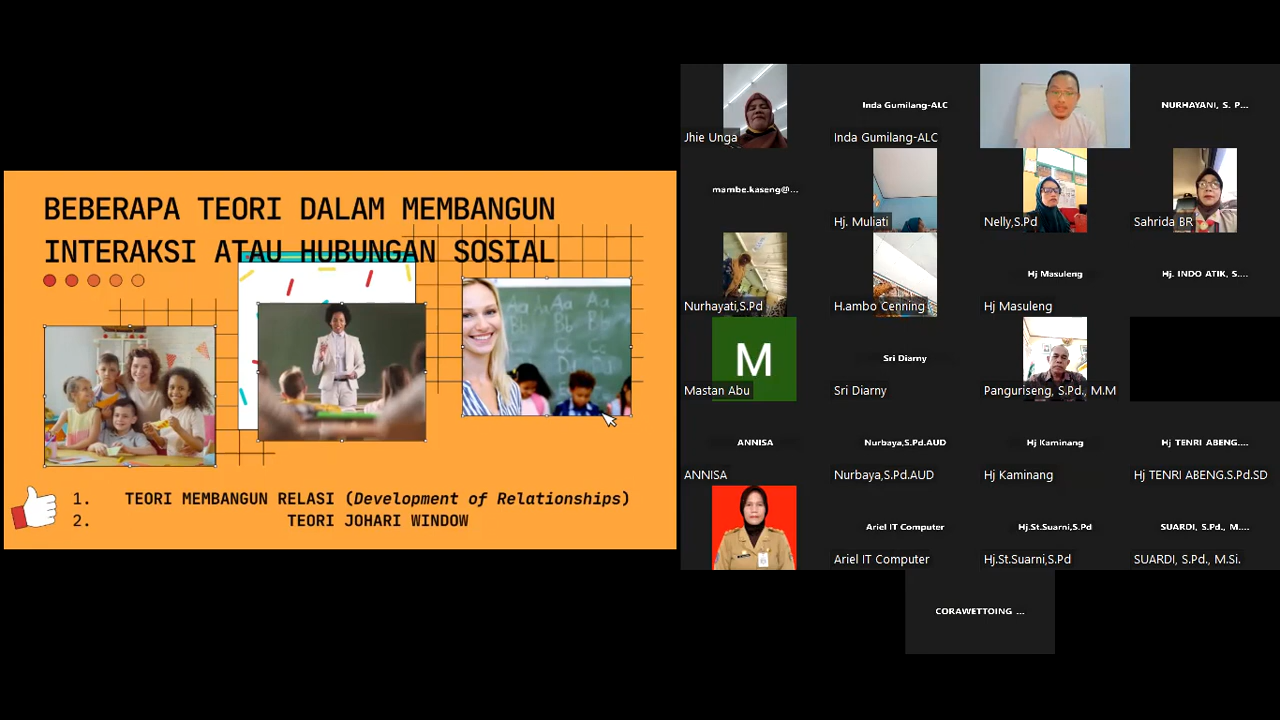 BEBERAPA TEORI DALAM MEMBANGUN
INTERAKSI ATAU HUBUNGAN SOSIAL
1. TEORI MEMBANGUN RELASI (Development of Relationships)
2. TEORI JOHARI WINDOW
Jhie Unga
Inda Gumilang-ALC
Inda Gumilang-ALC
NURHAYANI, S. P...
mambe.kaseng@...
Hj. Muliati
Nelly,S.Pd
Sahrida BR
Nurhayati,S.Pd
H.ambo Cenning
Hj Masuleng
Hj Masuleng
Hj. INDO ATIK, S....
M
Mastan Abu
Sri Diarny
Sri Diarny
Panguriseng, S.Pd., M.M
ANNISA
ANNISA
Nurbaya,S.Pd.AUD
Nurbaya,S.Pd.AUD
Hj Kaminang
Hj Kaminang
Hj TENRI ABENG....
Hj TENRI ABENG.S.Pd.SD
Ariel IT Computer
Ariel IT Computer
Hj.St.Suarni,S.Pd
Hj.St.Suarni,S.Pd
SUARDI, S.Pd., M....
SUARDI, S.Pd., M.Si.
CORAWETTOING ...